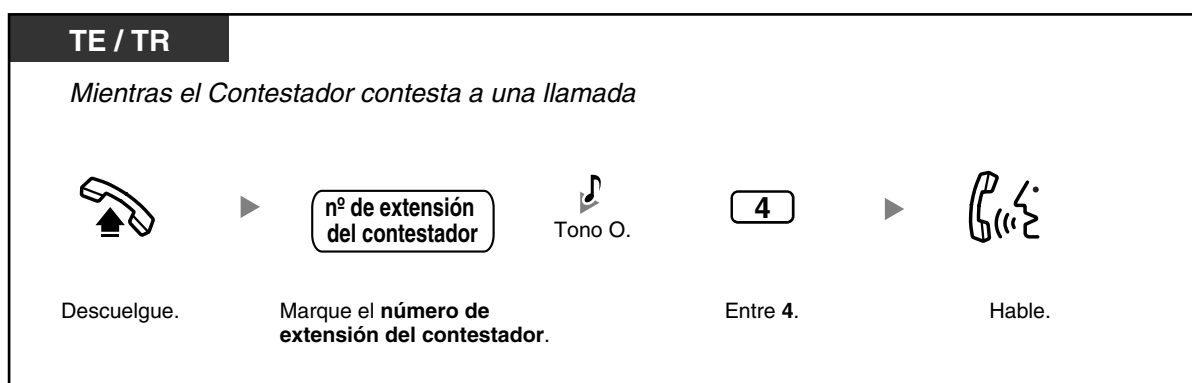 TE / TR
Mientras el Contestador contesta a una llamada
nº de extensión
del contestador
Tono O.
4
Descuelgue.
Marque el número de
extensión del contestador.
Entre 4.
Hable.